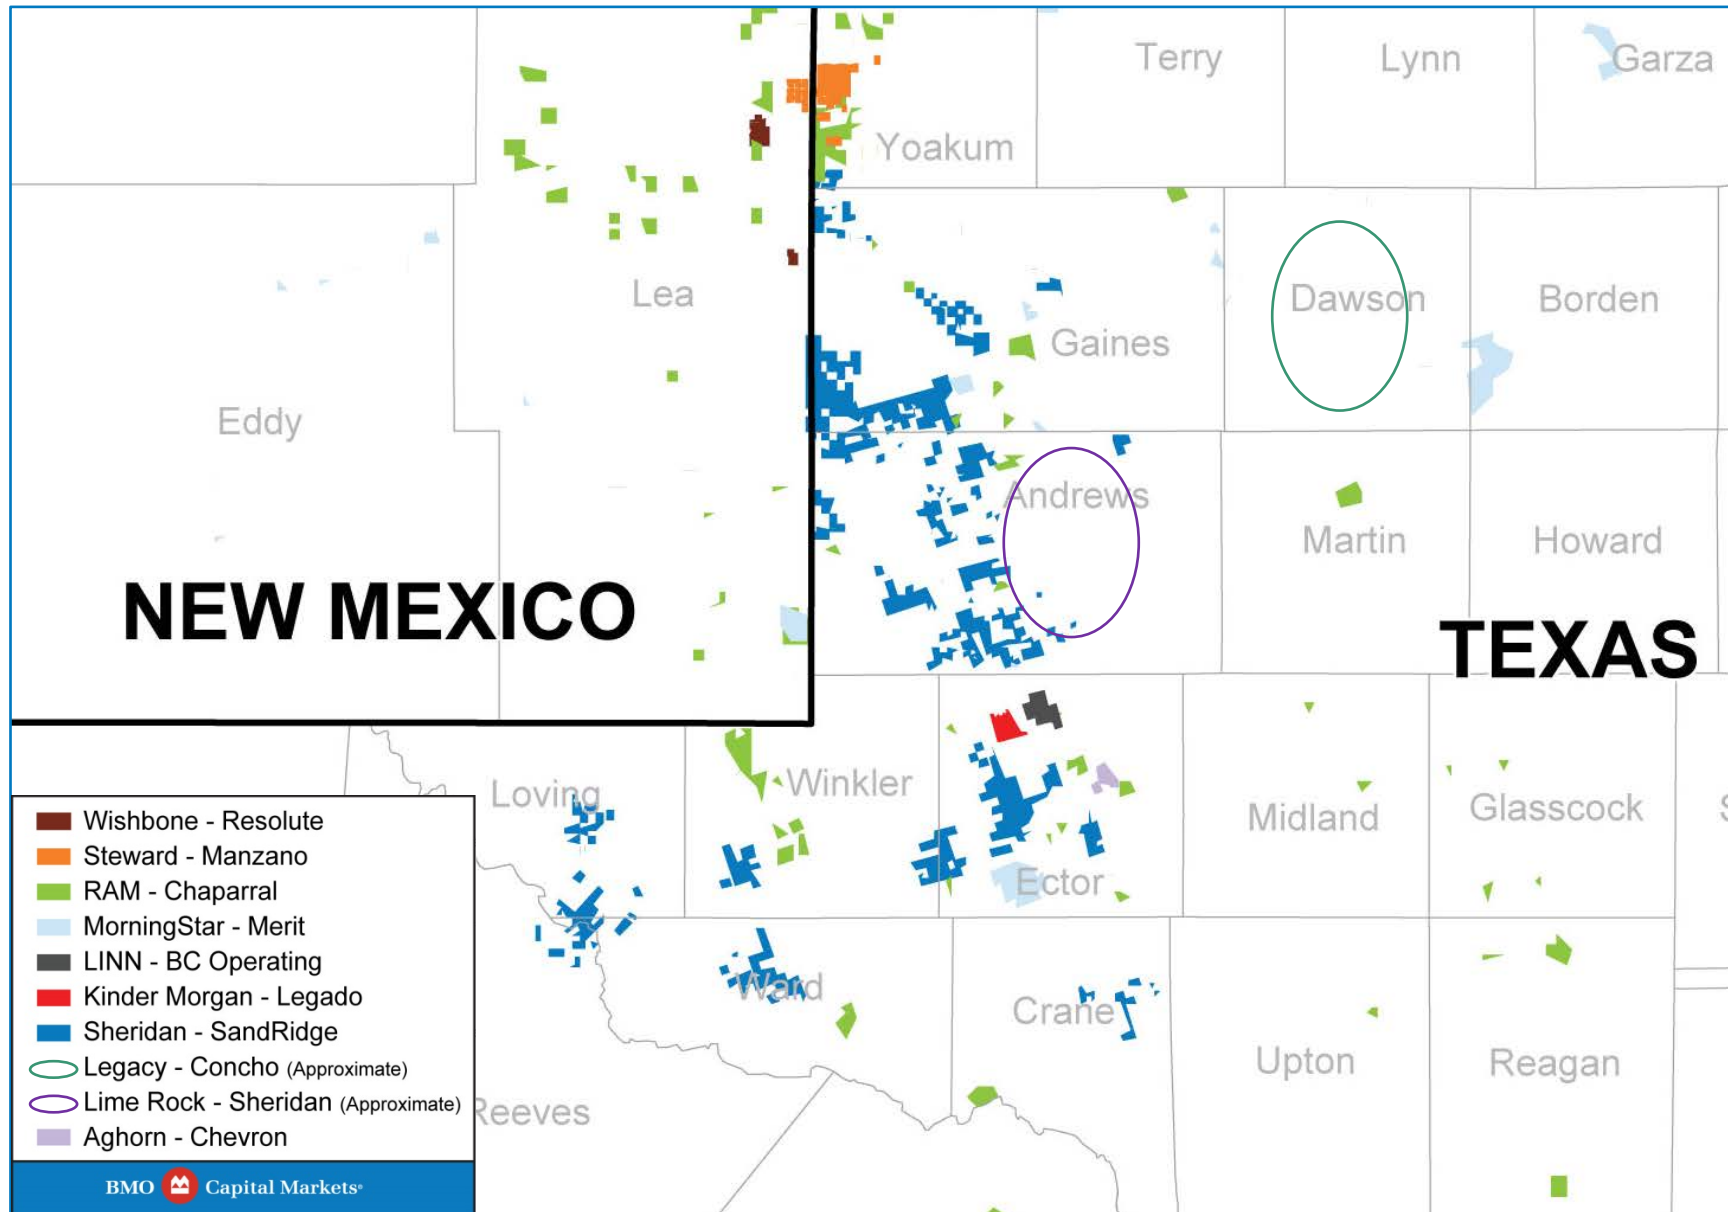 Terry
Lynn
Garza
Yoakum
Lea
Dawson
Borden
Gaines
Eddy
Andrews
Martin
Howard
NEW MEXICO
TEXAS
Loving
Winkler
Midland
Glasscock
S
Ector
Ward
Crane
Upton
Reagan
Reeves
Wishbone - Resolute
Steward - Manzano
RAM - Chaparral
MorningStar - Merit
LINN - BC Operating
Kinder Morgan - Legado
Sheridan - SandRidge
Legacy - Concho (Approximate)
Lime Rock - Sheridan (Approximate)
Aghorn - Chevron
BMO Capital Markets®